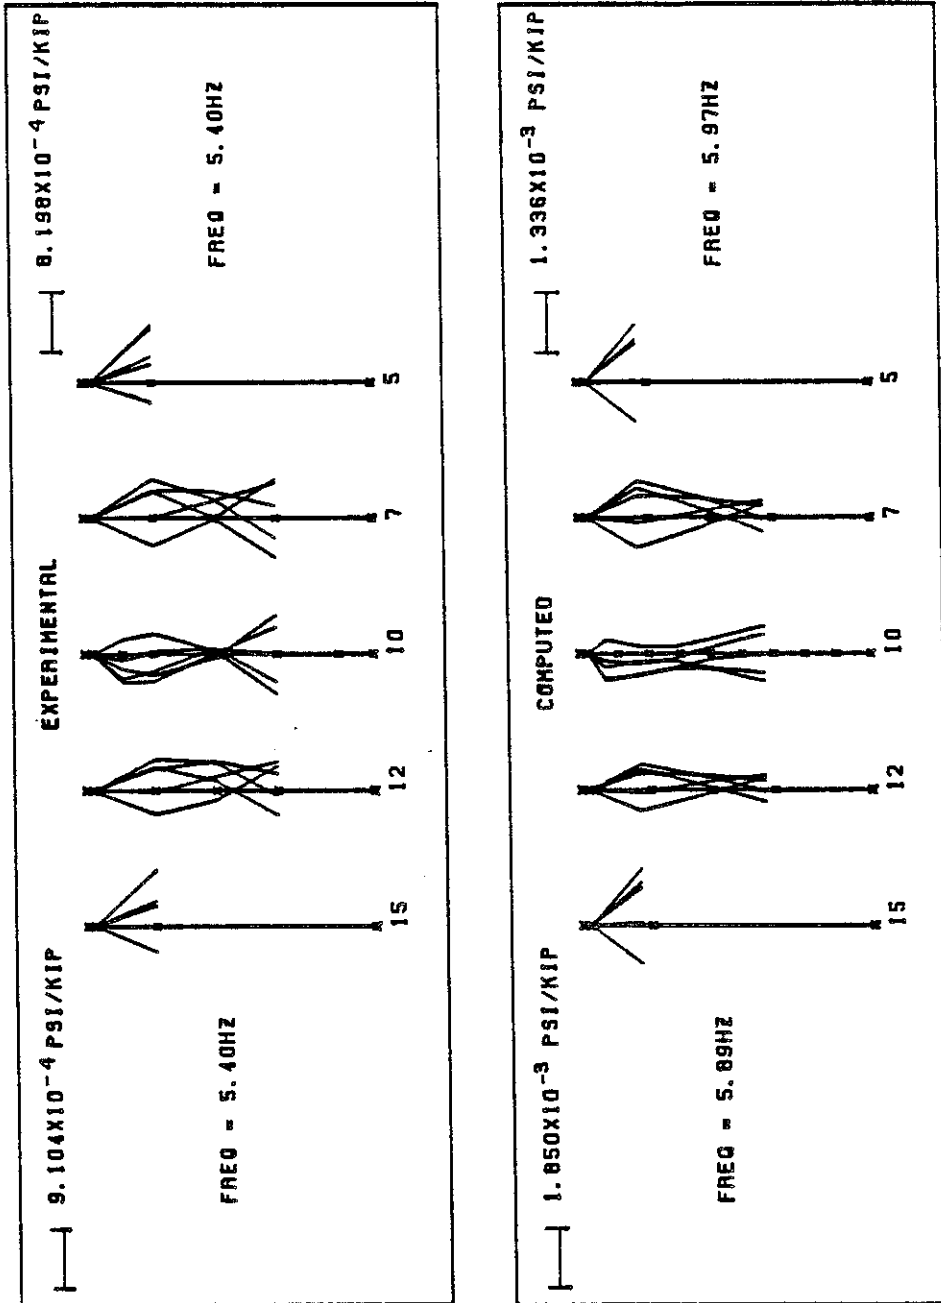 9.104X10⁻⁴ PSI/KIP
EXPERIMENTAL
8.198X10⁻⁴ PSI/KIP
FREQ = 5.40HZ
FREQ = 5.40HZ
15 12 10 7 5
1.850X10⁻³ PSI/KIP
COMPUTED
1.336X10⁻³ PSI/KIP
FREQ = 5.89HZ
FREQ = 5.97HZ
15 12 10 7 5